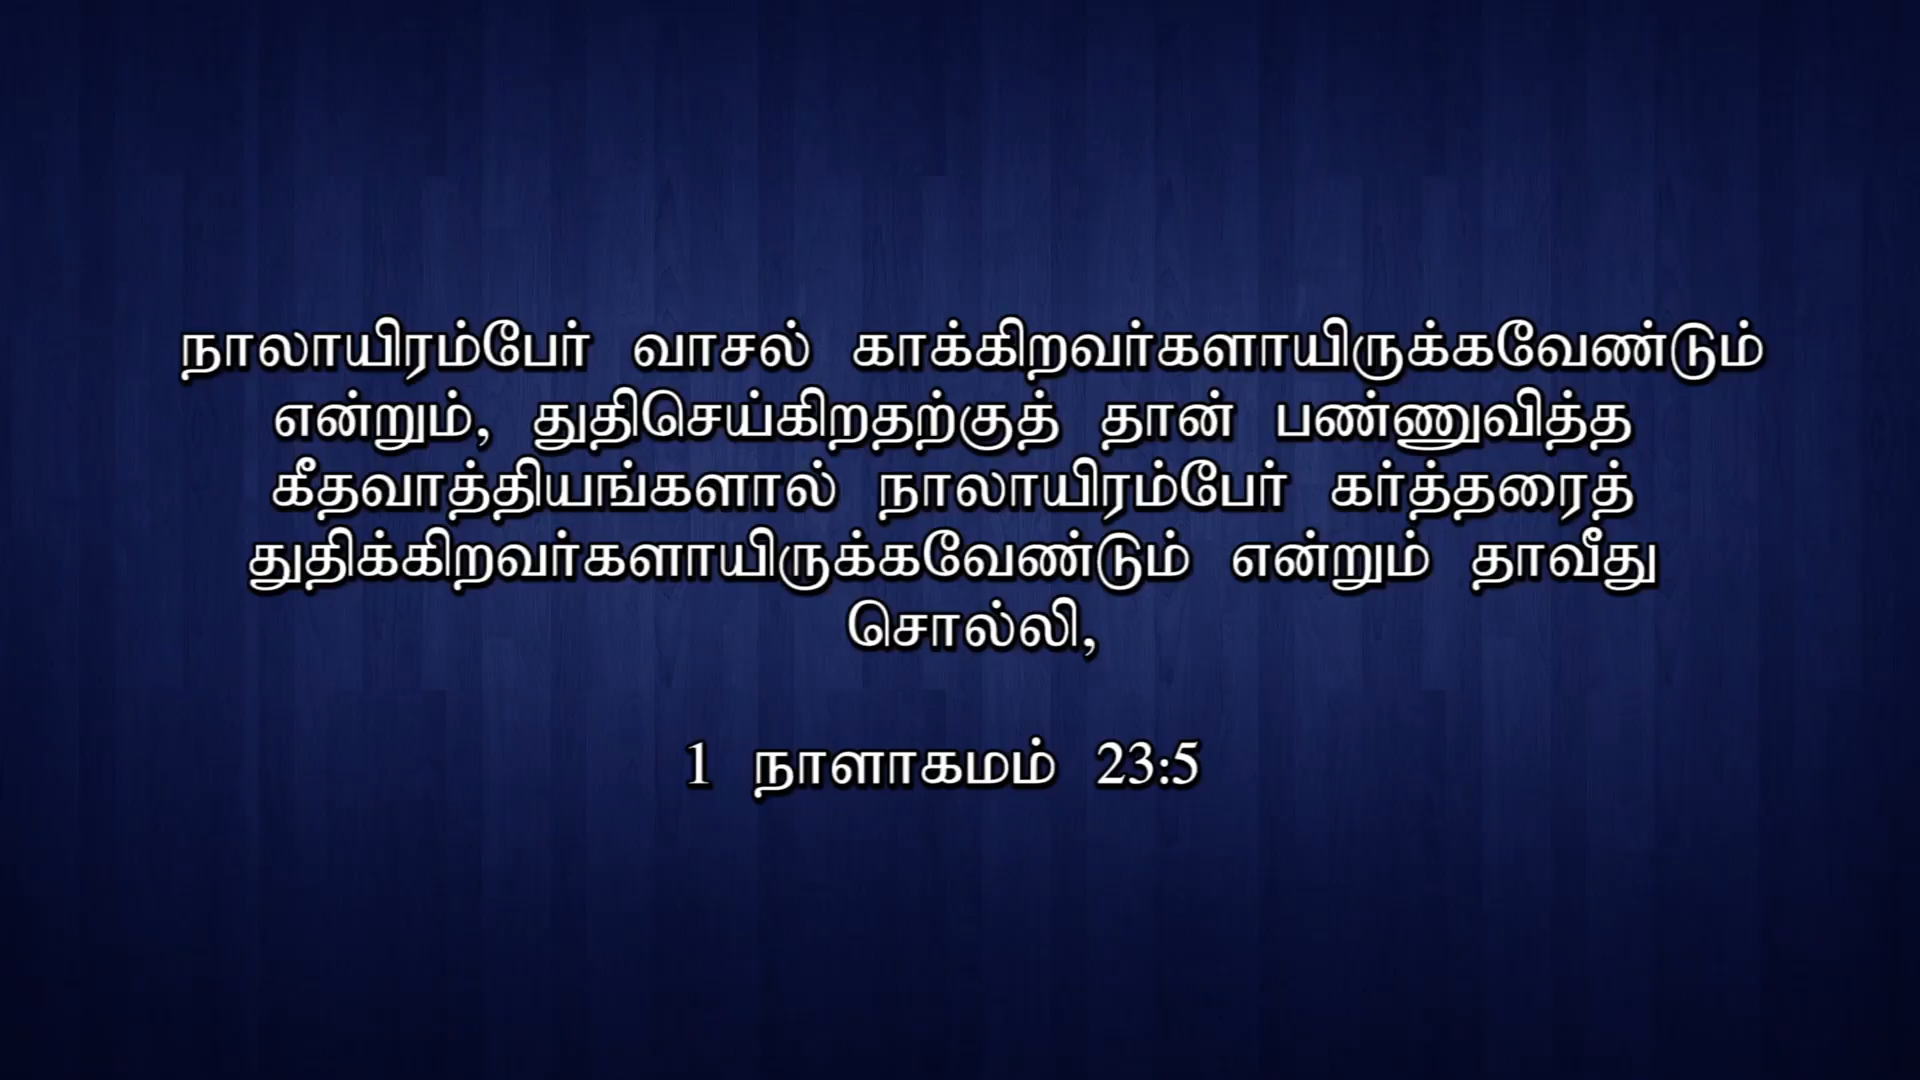 நாலாயிரம்பேர் வாசல் காக்கிறவர்களாயிருக்கவேண்டும்
என்றும், துதிசெய்கிறதற்குத் தான் பண்ணுவித்த
கீதவாத்தியங்களால் நாலாயிரம்பேர் கர்த்தரைத்
துதிக்கிறவர்களாயிருக்கவேண்டும் என்றும் தாவீது
சொல்லி,
1 நாளாகமம் 23:5